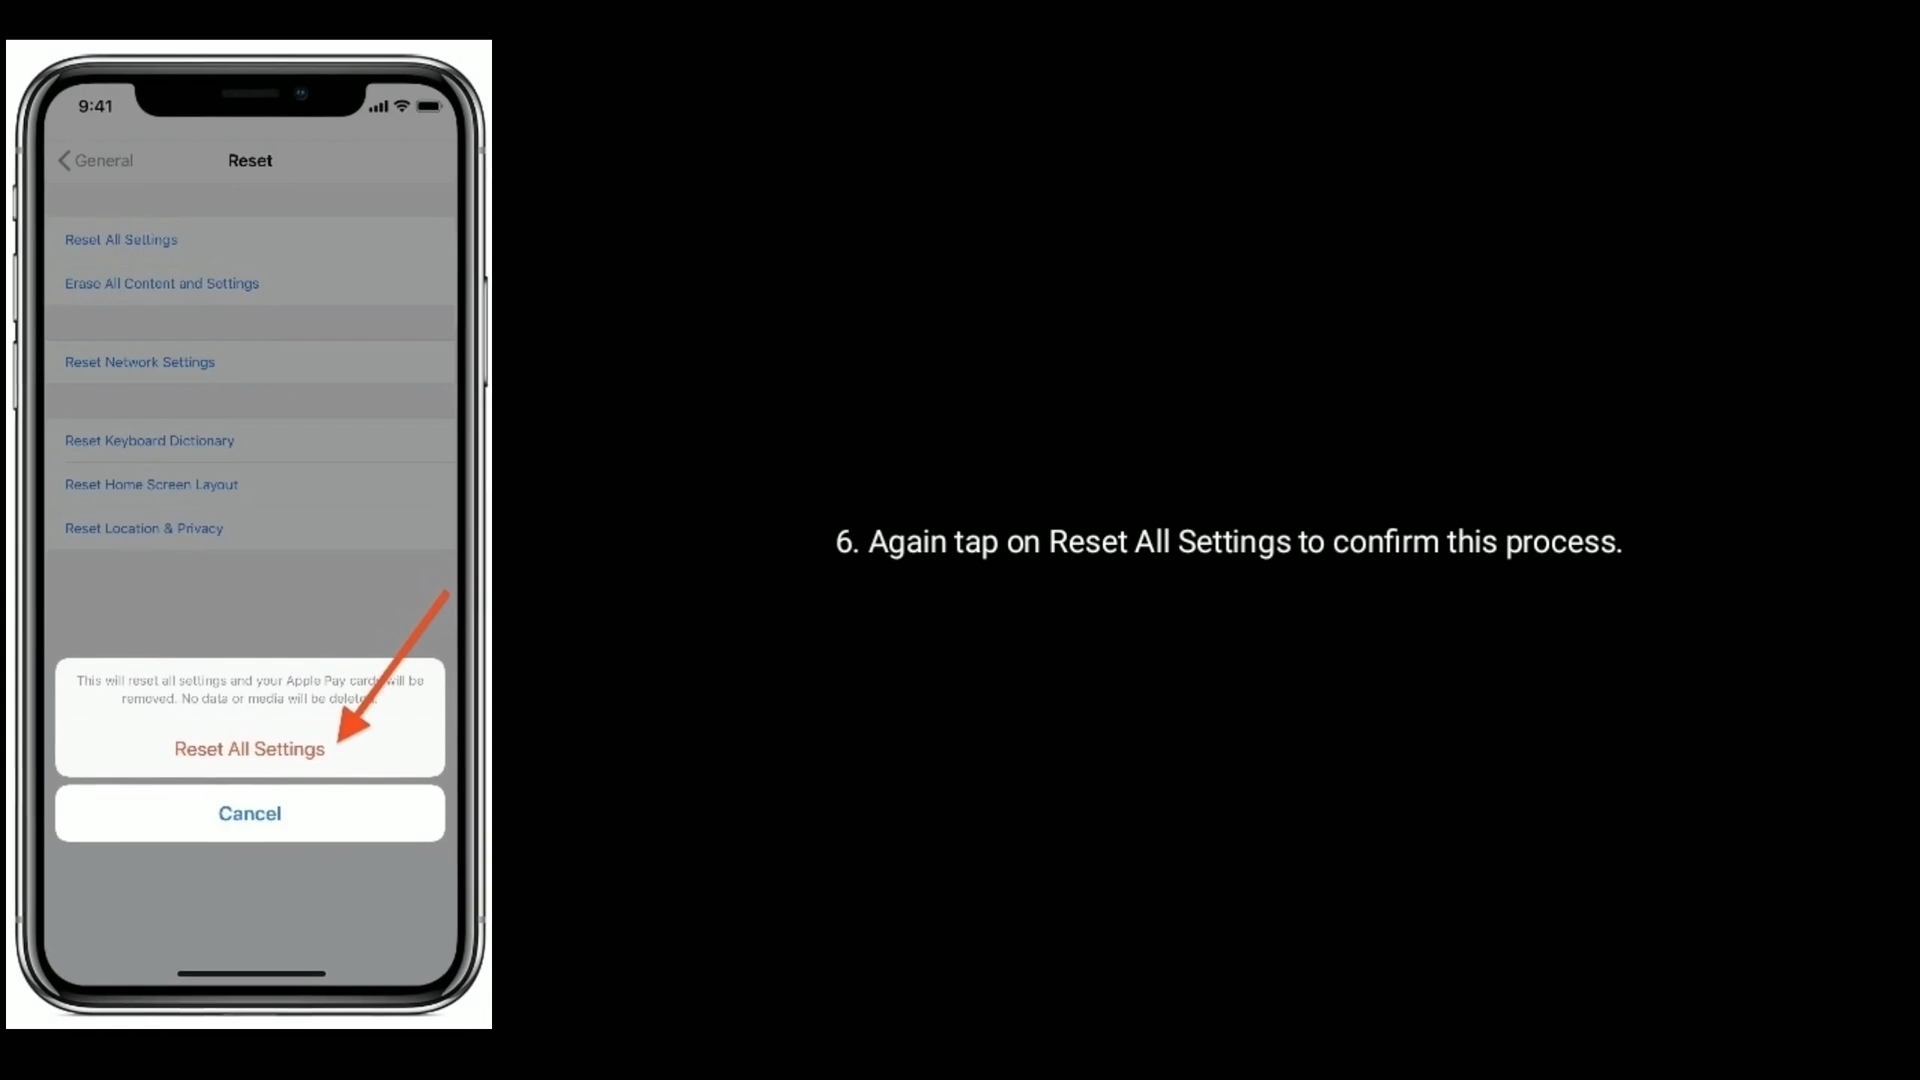 9:41
General
Reset
Reset All Settings
Erase All Content and Settings
Reset Network Settings
Reset Keyboard Dictionary
Reset Home Screen Layout
Reset Location & Privacy
This will reset all settings and your Apple Pay cards will be
removed. No data or media will be deleted.
Reset All Settings
Cancel
6. Again tap on Reset All Settings to confirm this process.